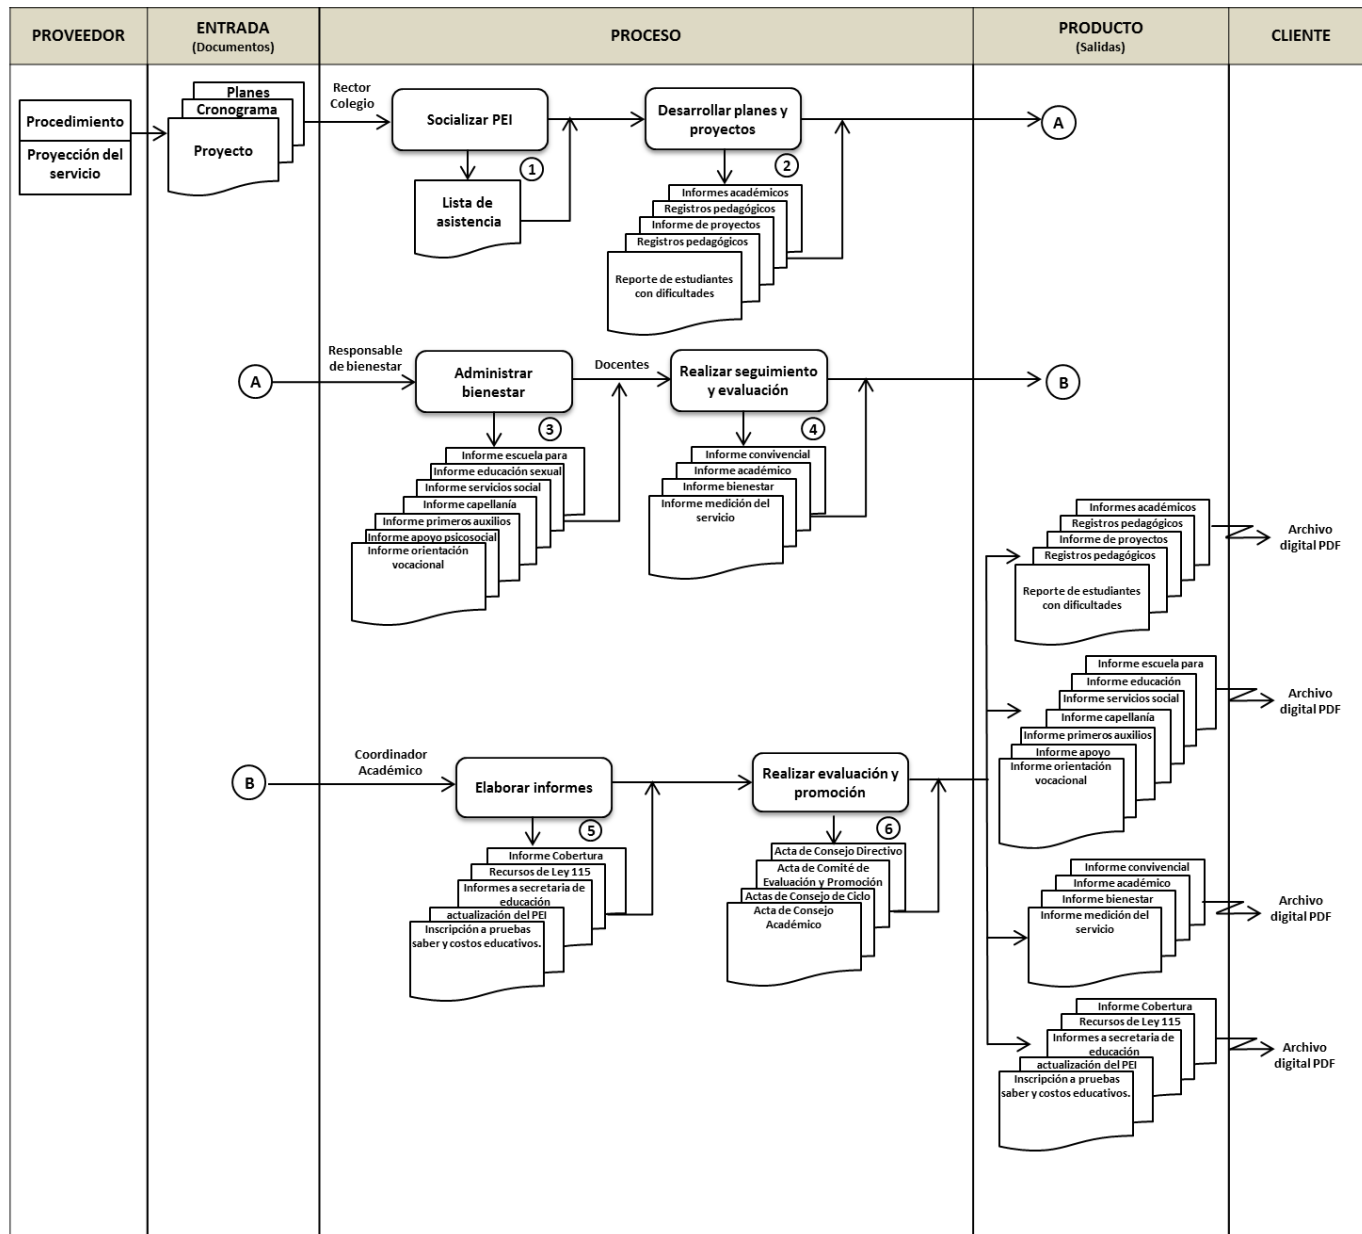 PROVEEDOR
ENTRADA
(Documentos)
PROCESO
PRODUCTO
(Salidas)
CLIENTE
Procedimiento
Proyección del
servicio
Planes
Cronograma
Proyecto
Rector
Colegio
Socializar PEI
1
Lista de
asistencia
Desarrollar planes y
proyectos
2
Informes académicos
Registros pedagógicos
Informe de proyectos
Registros pedagógicos
Reporte de estudiantes
con dificultades
A
A
Responsable
de bienestar
Administrar
bienestar
3
Informe escuela para
Informe educación sexual
Informe servicios social
Informe capellanía
Informe primeros auxilios
Informe apoyo psicosocial
Informe orientación
vocacional
Docentes
Realizar seguimiento
y evaluación
4
Informe convivencial
Informe académico
Informe bienestar
Informe medición del
servicio
B
B
Coordinador
Académico
Elaborar informes
5
Informe Cobertura
Recursos de Ley 115
Informes a secretaria de
educación
actualización del PEI
Inscripción a pruebas
saber y costos educativos.
Realizar evaluación y
promoción
6
Acta de Consejo Directivo
Acta de Comité de
Evaluación y Promoción
Actas de Consejo de Ciclo
Acta de Consejo
Académico
Informes académicos
Registros pedagógicos
Informe de proyectos
Registros pedagógicos
Reporte de estudiantes
con dificultades
Archivo
digital PDF
Informe escuela para
Informe educación
Informe servicios social
Informe capellanía
Informe primeros auxilios
Informe apoyo
Informe orientación
vocacional
Archivo
digital PDF
Informe convivencial
Informe académico
Informe bienestar
Informe medición del
servicio
Archivo
digital PDF
Informe Cobertura
Recursos de Ley 115
Informes a secretaria de
educación
actualización del PEI
Inscripción a pruebas
saber y costos educativos.
Archivo
digital PDF